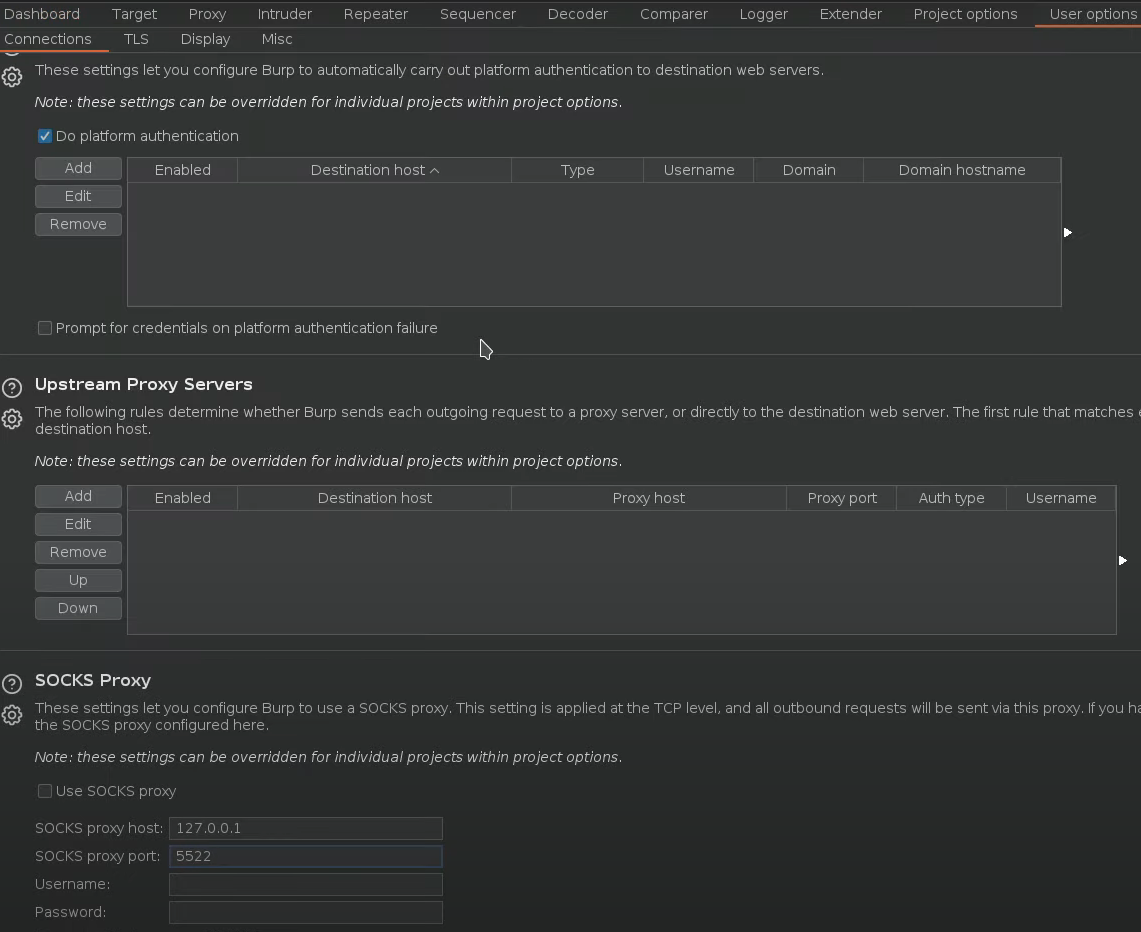 Dashboard Target Proxy Intruder Repeater Sequencer Decoder Comparer Logger Extender Project options User options
Connections TLS Display Misc
These settings let you configure Burp to automatically carry out platform authentication to destination web servers.
Note: these settings can be overridden for individual projects within project options.
Do platform authentication
Add
Edit
Remove
Enabled Destination host Type Username Domain Domain hostname
Prompt for credentials on platform authentication failure
Upstream Proxy Servers
The following rules determine whether Burp sends each outgoing request to a proxy server, or directly to the destination web server. The first rule that matches
destination host.
Note: these settings can be overridden for individual projects within project options.
Add
Edit
Remove
Up
Down
Enabled Destination host Proxy host Proxy port Auth type Username
SOCKS Proxy
These settings let you configure Burp to use a SOCKS proxy. This setting is applied at the TCP level, and all outbound requests will be sent via this proxy. If you
the SOCKS proxy configured here.
Note: these settings can be overridden for individual projects within project options.
Use SOCKS proxy
SOCKS proxy host: 127.0.0.1
SOCKS proxy port: 5522
Username:
Password: